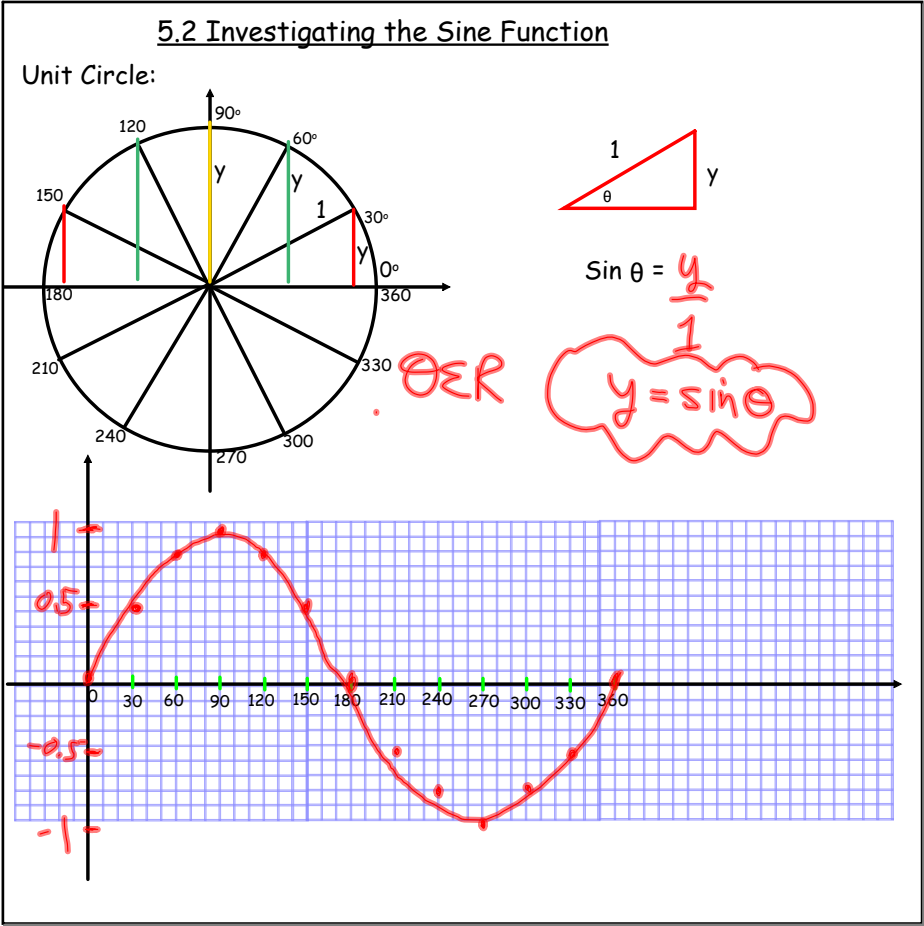 5.2 Investigating the Sine Function
Unit Circle:
90°
120
60°
y
y
150
1
30°
y
0°
180
360
210
330
240
300
270
1
y
θ
Sin θ = y
1
θεR
y = sinθ
1
0.5
0 30 60 90 120 150 180 210 240 270 300 330 360
-0.5
-1